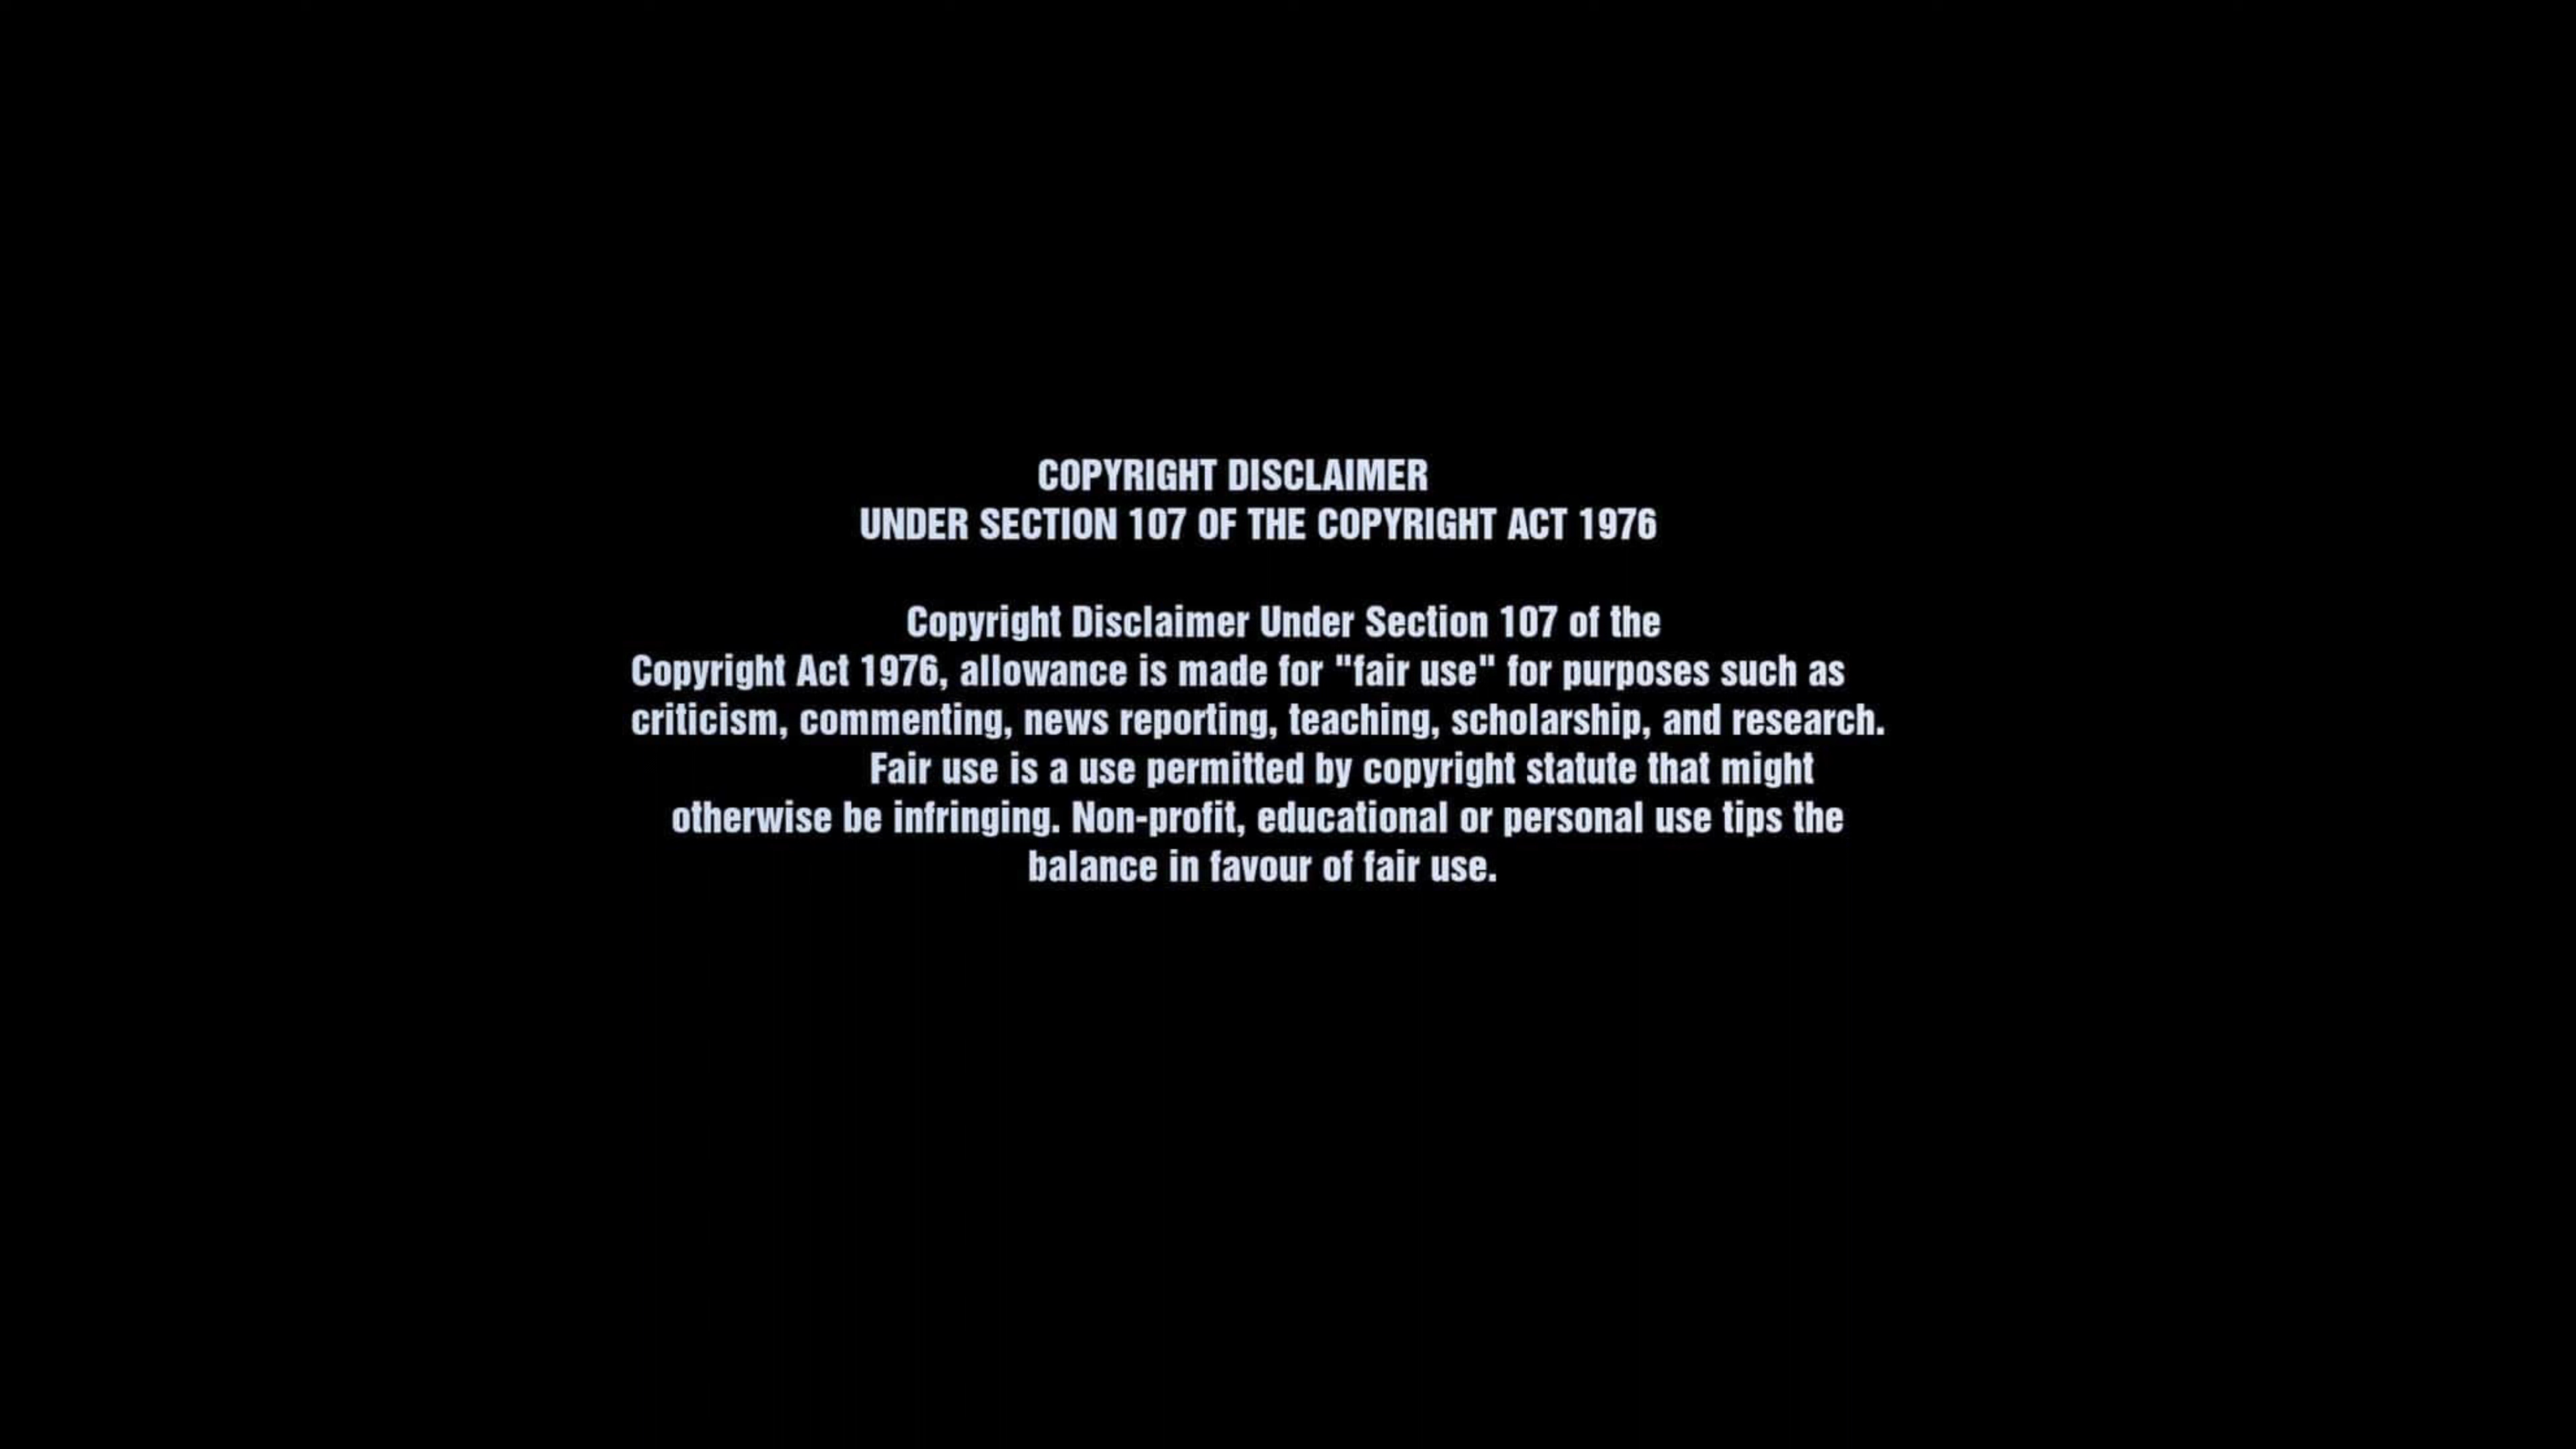 COPYRIGHT DISCLAIMER
UNDER SECTION 107 OF THE COPYRIGHT ACT 1976
Copyright Disclaimer Under Section 107 of the
Copyright Act 1976, allowance is made for "fair use" for purposes such as
criticism, commenting, news reporting, teaching, scholarship, and research.
Fair use is a use permitted by copyright statute that might
otherwise be infringing. Non-profit, educational or personal use tips the
balance in favour of fair use.